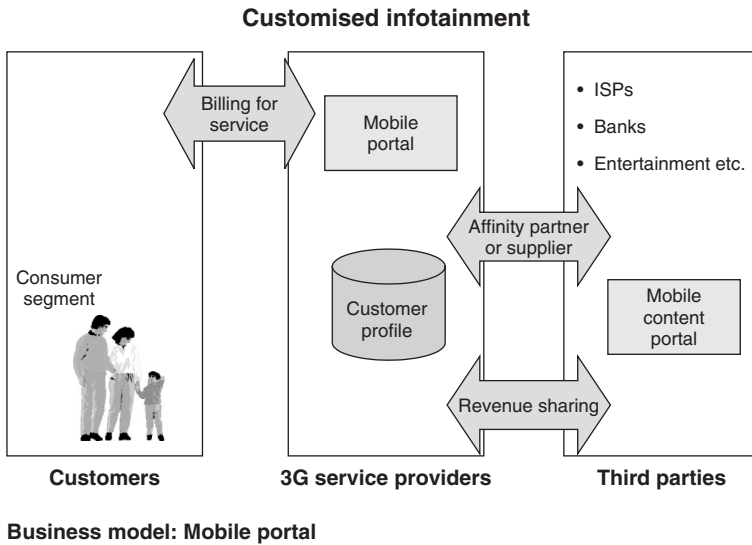 Customised infotainment
Billing for
service
Mobile
portal
• ISPs
• Banks
• Entertainment etc.
Affinity partner
or supplier
Consumer
segment
Customer
profile
Mobile
content
portal
Revenue sharing
Customers
3G service providers
Third parties
Business model: Mobile portal